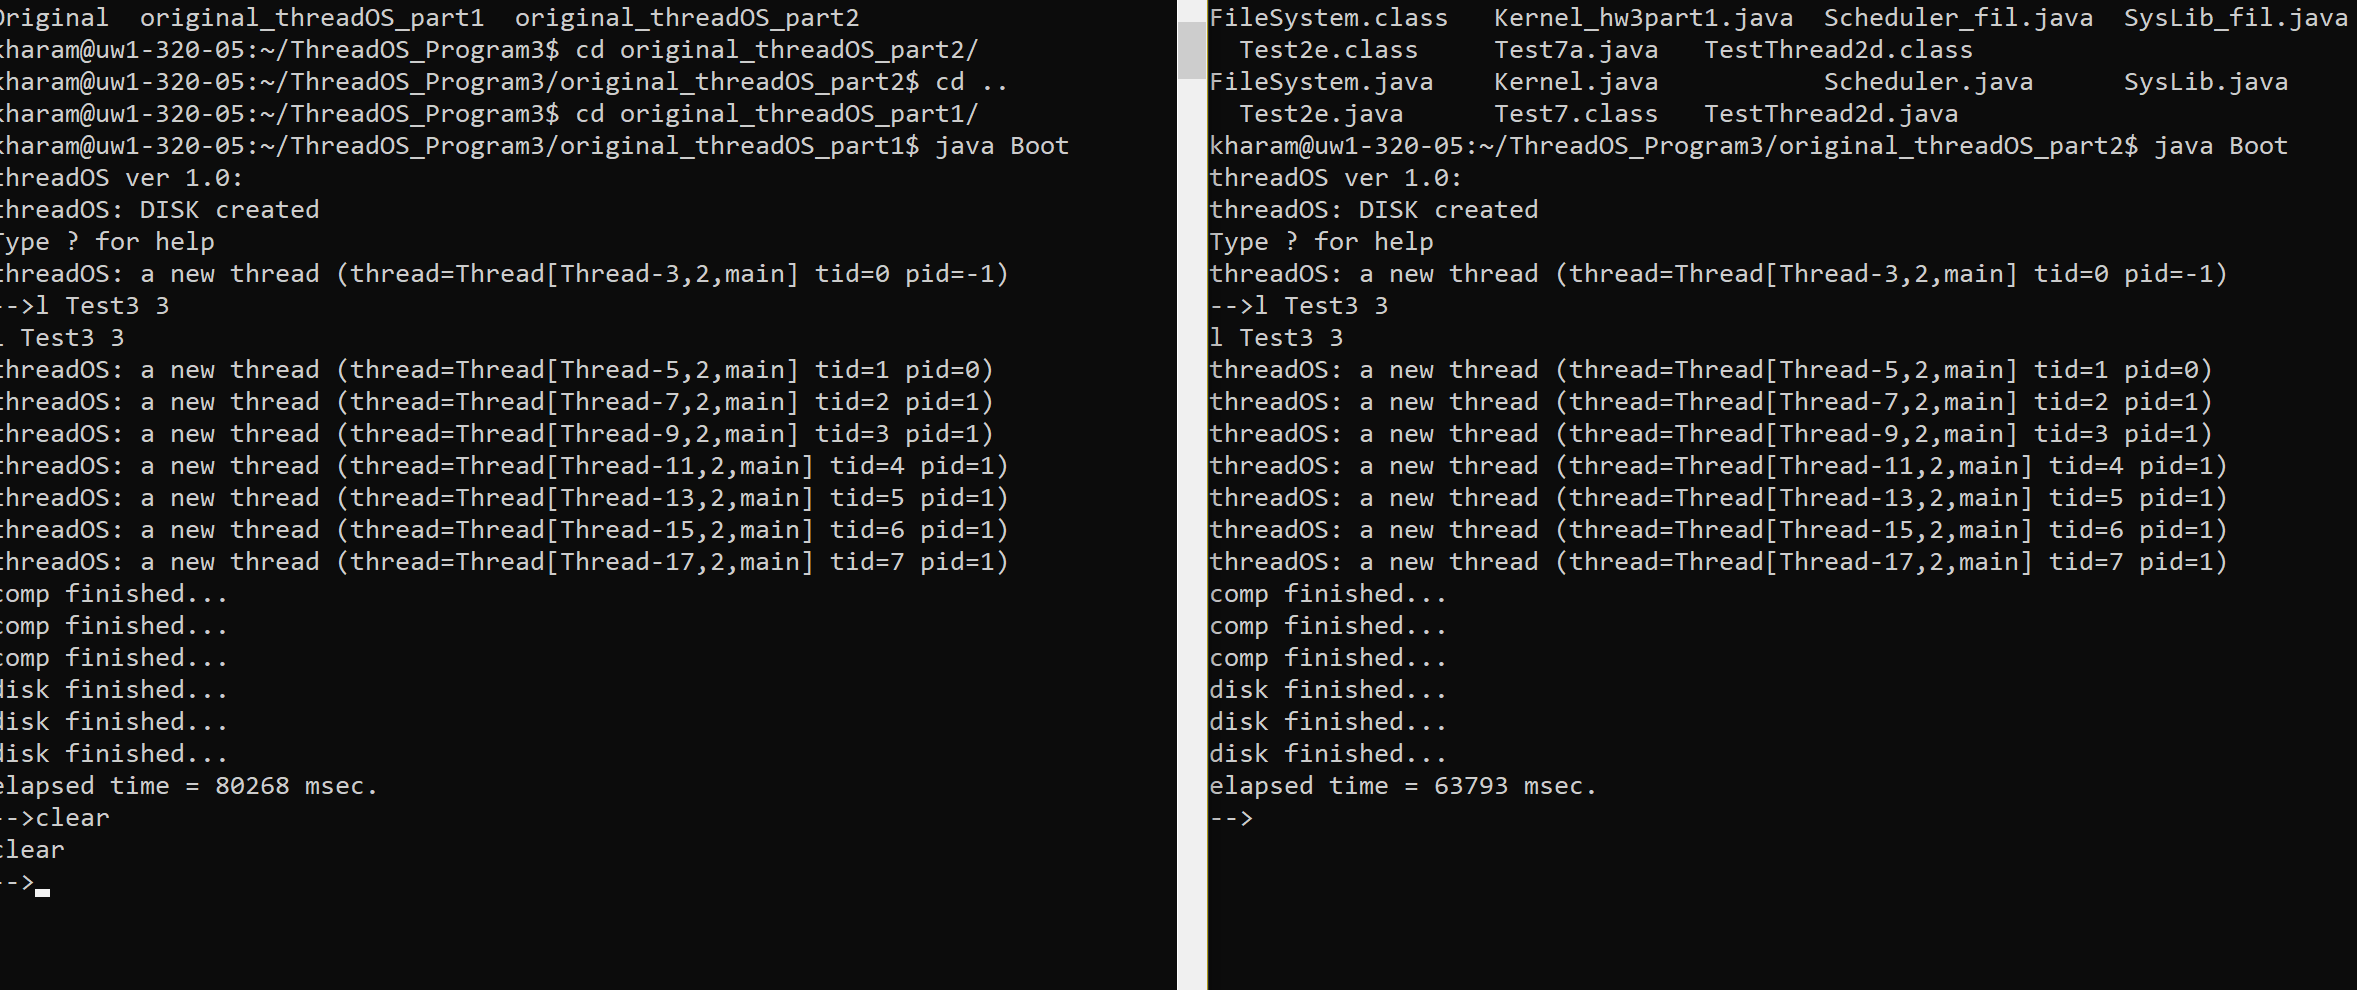 Original  original_threadOS_part1  original_threadOS_part2
kharam@uw1-320-05:~/ThreadOS_Program3$ cd original_threadOS_part2/
kharam@uw1-320-05:~/ThreadOS_Program3/original_threadOS_part2$ cd ..
kharam@uw1-320-05:~/ThreadOS_Program3$ cd original_threadOS_part1/
kharam@uw1-320-05:~/ThreadOS_Program3/original_threadOS_part1$ java Boot
threadOS ver 1.0:
threadOS: DISK created
Type ? for help
threadOS: a new thread (thread=Thread[Thread-3,2,main] tid=0 pid=-1)
-->l Test3 3
l Test3 3
threadOS: a new thread (thread=Thread[Thread-5,2,main] tid=1 pid=0)
threadOS: a new thread (thread=Thread[Thread-7,2,main] tid=2 pid=1)
threadOS: a new thread (thread=Thread[Thread-9,2,main] tid=3 pid=1)
threadOS: a new thread (thread=Thread[Thread-11,2,main] tid=4 pid=1)
threadOS: a new thread (thread=Thread[Thread-13,2,main] tid=5 pid=1)
threadOS: a new thread (thread=Thread[Thread-15,2,main] tid=6 pid=1)
threadOS: a new thread (thread=Thread[Thread-17,2,main] tid=7 pid=1)
comp finished...
comp finished...
comp finished...
disk finished...
disk finished...
disk finished...
elapsed time = 80268 msec.
-->clear
clear
-->
FileSystem.class  Kernel_hw3part1.java  Scheduler_fil.java  SysLib_fil.java
Test2e.class  Test7a.java  TestThread2d.class
FileSystem.java  Kernel.java  Scheduler.java  SysLib.java
Test2e.java  Test7.class  TestThread2d.java
kharam@uw1-320-05:~/ThreadOS_Program3/original_threadOS_part2$ java Boot
threadOS ver 1.0:
threadOS: DISK created
Type ? for help
threadOS: a new thread (thread=Thread[Thread-3,2,main] tid=0 pid=-1)
-->l Test3 3
l Test3 3
threadOS: a new thread (thread=Thread[Thread-5,2,main] tid=1 pid=0)
threadOS: a new thread (thread=Thread[Thread-7,2,main] tid=2 pid=1)
threadOS: a new thread (thread=Thread[Thread-9,2,main] tid=3 pid=1)
threadOS: a new thread (thread=Thread[Thread-11,2,main] tid=4 pid=1)
threadOS: a new thread (thread=Thread[Thread-13,2,main] tid=5 pid=1)
threadOS: a new thread (thread=Thread[Thread-15,2,main] tid=6 pid=1)
threadOS: a new thread (thread=Thread[Thread-17,2,main] tid=7 pid=1)
comp finished...
comp finished...
comp finished...
disk finished...
disk finished...
disk finished...
elapsed time = 63793 msec.
-->